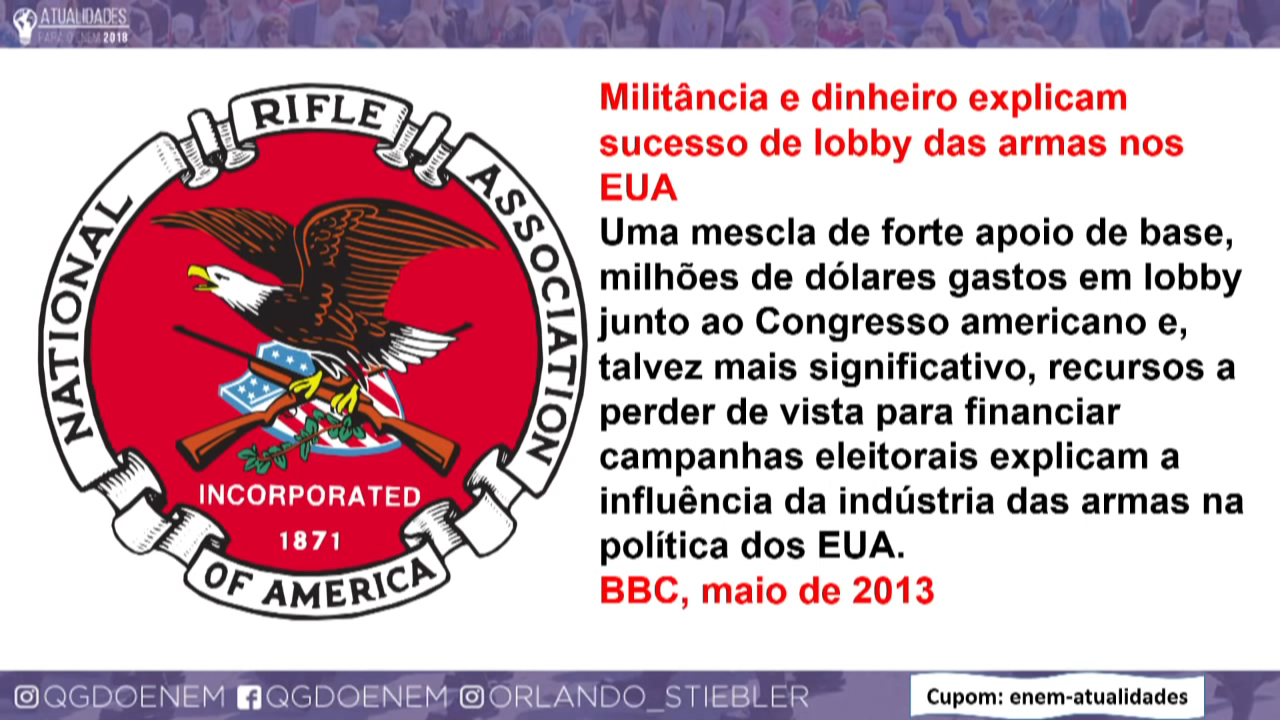 ATUALIDADES
PARA O ENEM 2018
NATIONAL
RIFLE
ASSOCIATION
INCORPORATED
1871
OF AMERICA
Militância e dinheiro explicam
sucesso de lobby das armas nos
EUA
Uma mescla de forte apoio de base,
milhões de dólares gastos em lobby
junto ao Congresso americano e,
talvez mais significativo, recursos a
perder de vista para financiar
campanhas eleitorais explicam a
influência da indústria das armas na
política dos EUA.
BBC, maio de 2013
QGDOENEM QGDOENEM ORLANDO_STIEBLER
Cupom: enem-atualidades